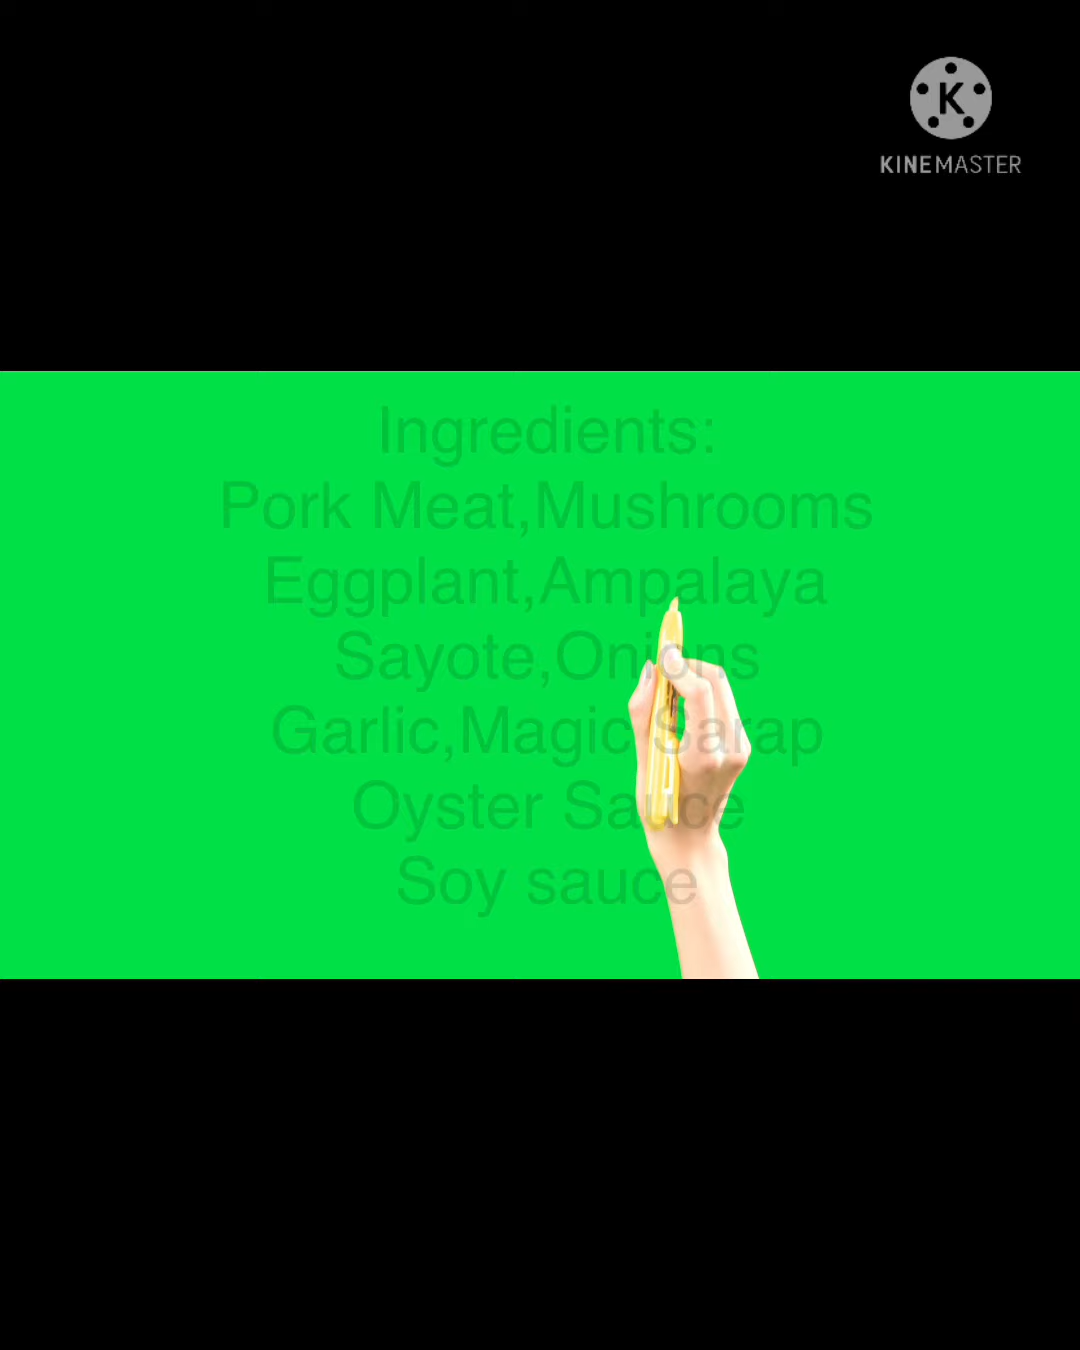 K
KINEMASTER
Ingredients:
Pork Meat,Mushrooms
Eggplant,Ampalaya
Sayote,Onions
Garlic,Magic Sarap
Oyster Sauce
Soy sauce